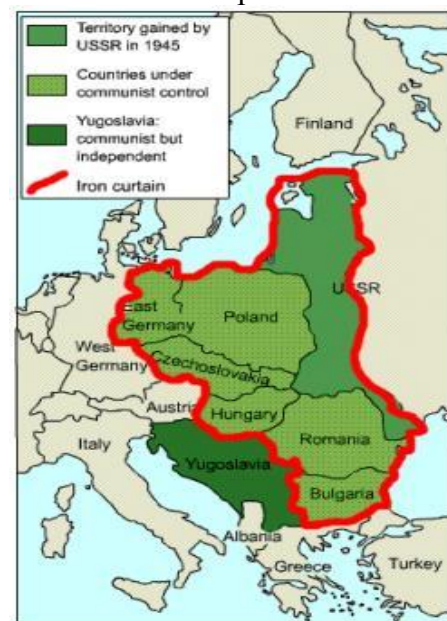 Territory gained by
USSR in 1945
Countries under
communist control
Yugoslavia:
communist but
independent
Iron curtain
Finland
USSR
East
Germany
Poland
West
Germany
Czechoslovakia
Austria
Hungary
Romania
Italy
Yugoslavia
Bulgaria
Albania
Greece
Turkey